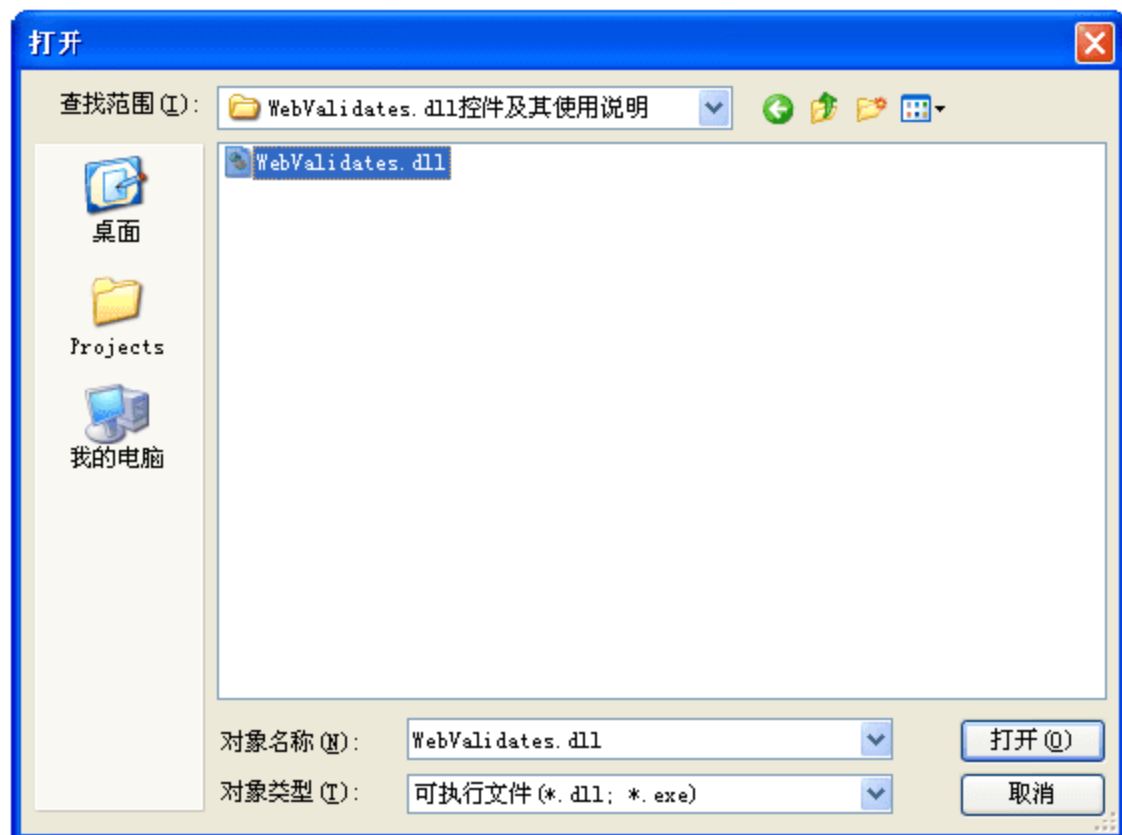 打开
查找范围(I): WebValidates.dll控件及其使用说明
WebValidates.dll
桌面
Projects
我的电脑
对象名称(N): WebValidates.dll 打开(O)
对象类型(T): 可执行文件(*.dll; *.exe) 取消